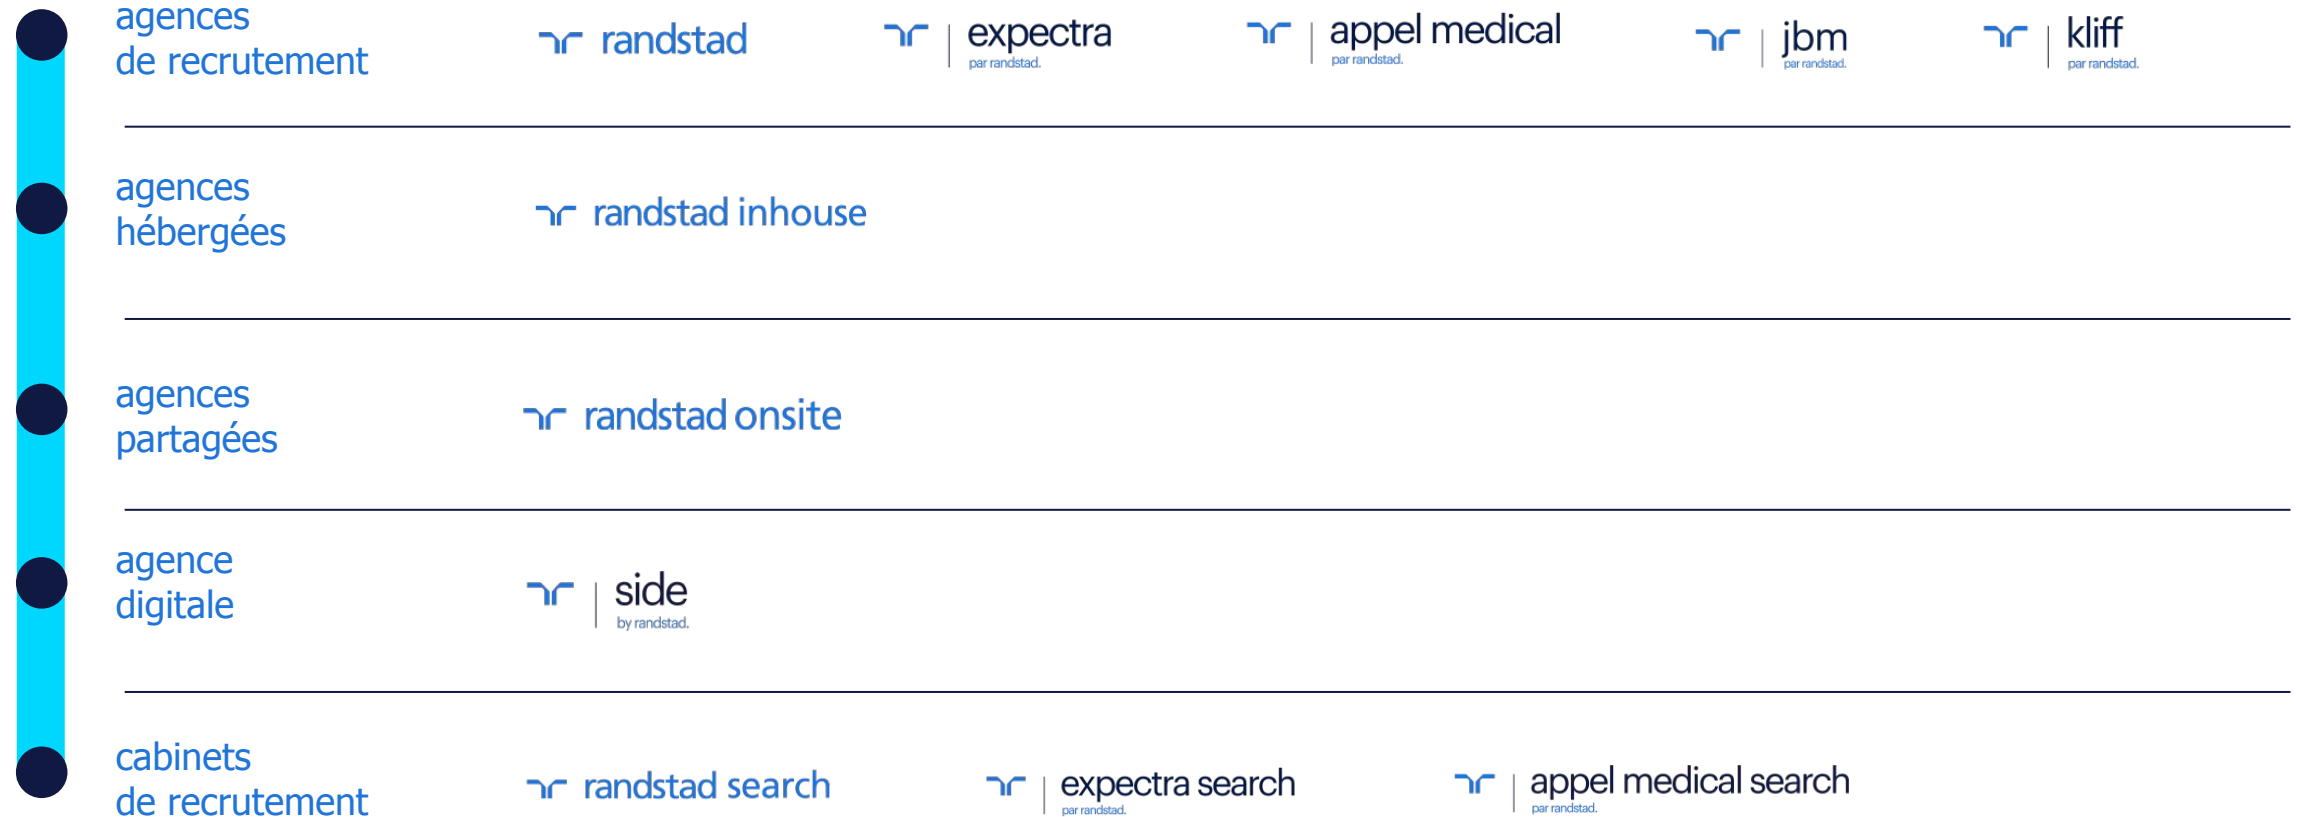 agences
de recrutement
randstad
expectra
par randstad.
appel medical
par randstad.
jbm
par randstad.
kliff
par randstad.
agences
hébergées
randstad inhouse
agences
partagées
randstad onsite
agence
digitale
side
by randstad.
cabinets
de recrutement
randstad search
expectra search
par randstad.
appel medical search
par randstad.